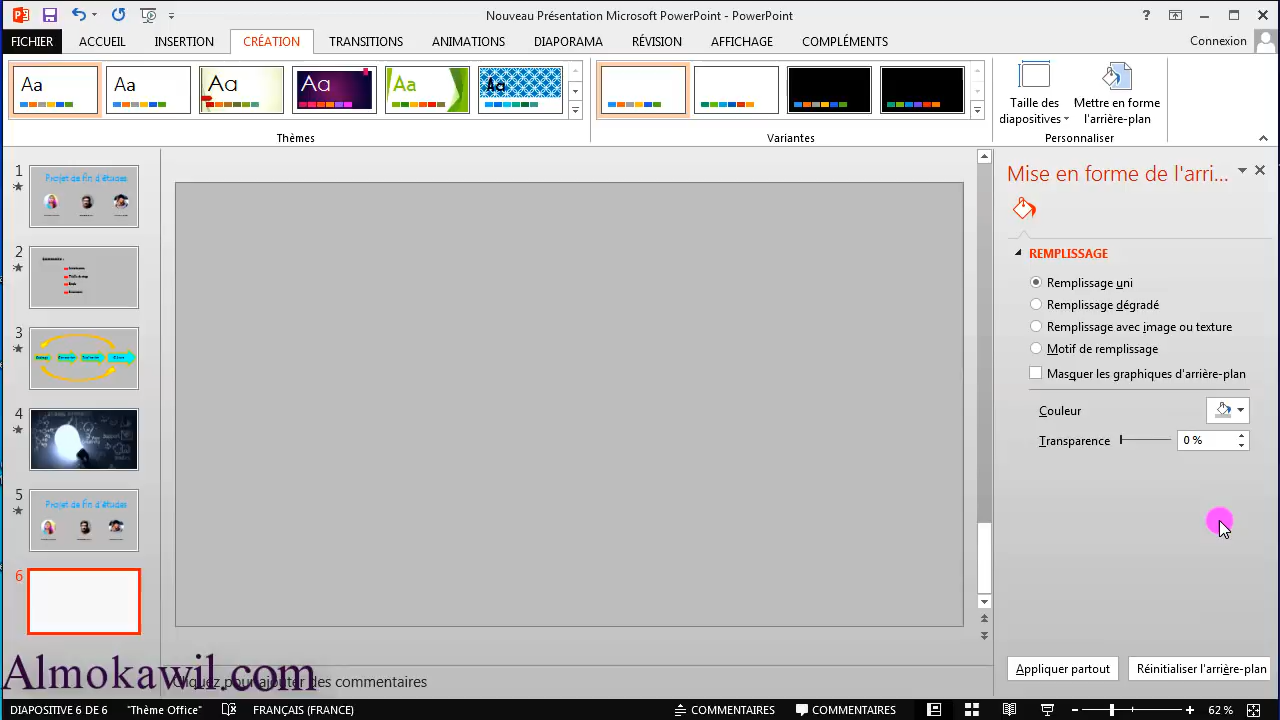 Nouveau Présentation Microsoft PowerPoint - PowerPoint
FICHIER ACCUEIL INSERTION CRÉATION TRANSITIONS ANIMATIONS DIAPORAMA RÉVISION AFFICHAGE COMPLÉMENTS Connexion
Aa Aa Aa Aa Aa Aa
Taille des diapositives
Mettre en forme l'arrière-plan
Thèmes Variantes Personnaliser
1
Projet de fin d'études
2
3
4
5
Projet de fin d'études
6
Mise en forme de l'arri...
REMPLISSAGE
Remplissage uni
Remplissage dégradé
Remplissage avec image ou texture
Motif de remplissage
Masquer les graphiques d'arrière-plan
Couleur
Transparence 0 %
Appliquer partout Réinitialiser l'arrière-plan
Almokawil.com
Cliquez pour ajouter des commentaires
DIAPOSITIVE 6 DE 6 "Thème Office" FRANÇAIS (FRANCE) COMMENTAIRES COMMENTAIRES 62 %